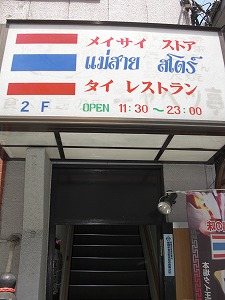 メイサイ ストア
แม่สาย สโตร์
タイ レストラン
2F OPEN 11:30～23:00